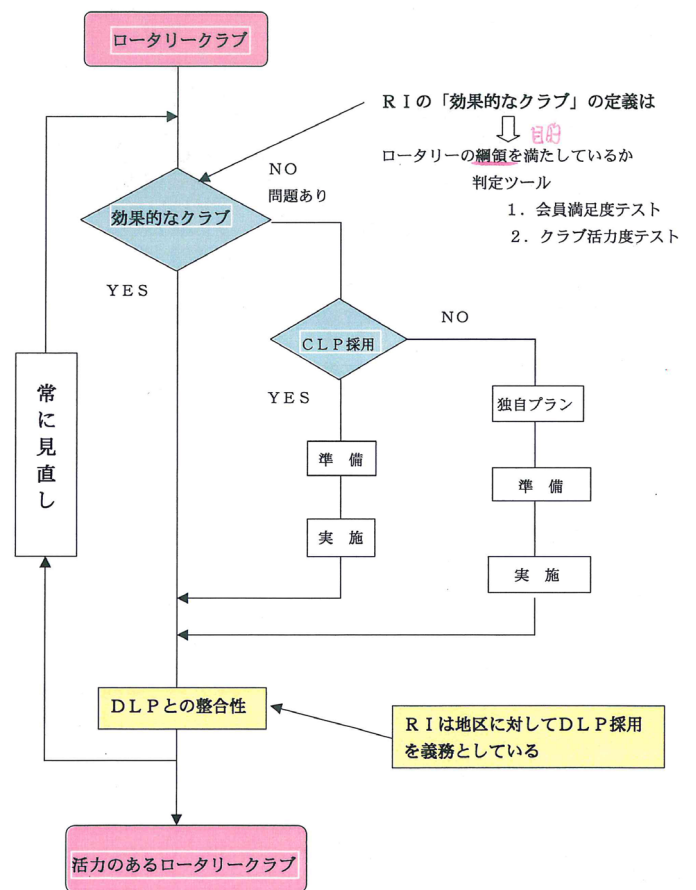 ロータリークラブ
ＲＩの「効果的なクラブ」の定義は
目的
ロータリーの綱領を満たしているか
判定ツール
１．会員満足度テスト
２．クラブ活力度テスト
ＮＯ
問題あり
効果的なクラブ
ＹＥＳ
ＣＬＰ採用
ＮＯ
ＹＥＳ
独自プラン
準　備
準　備
実　施
実　施
常に見直し
ＤＬＰとの整合性
ＲＩは地区に対してＤＬＰ採用
を義務としている
活力のあるロータリークラブ